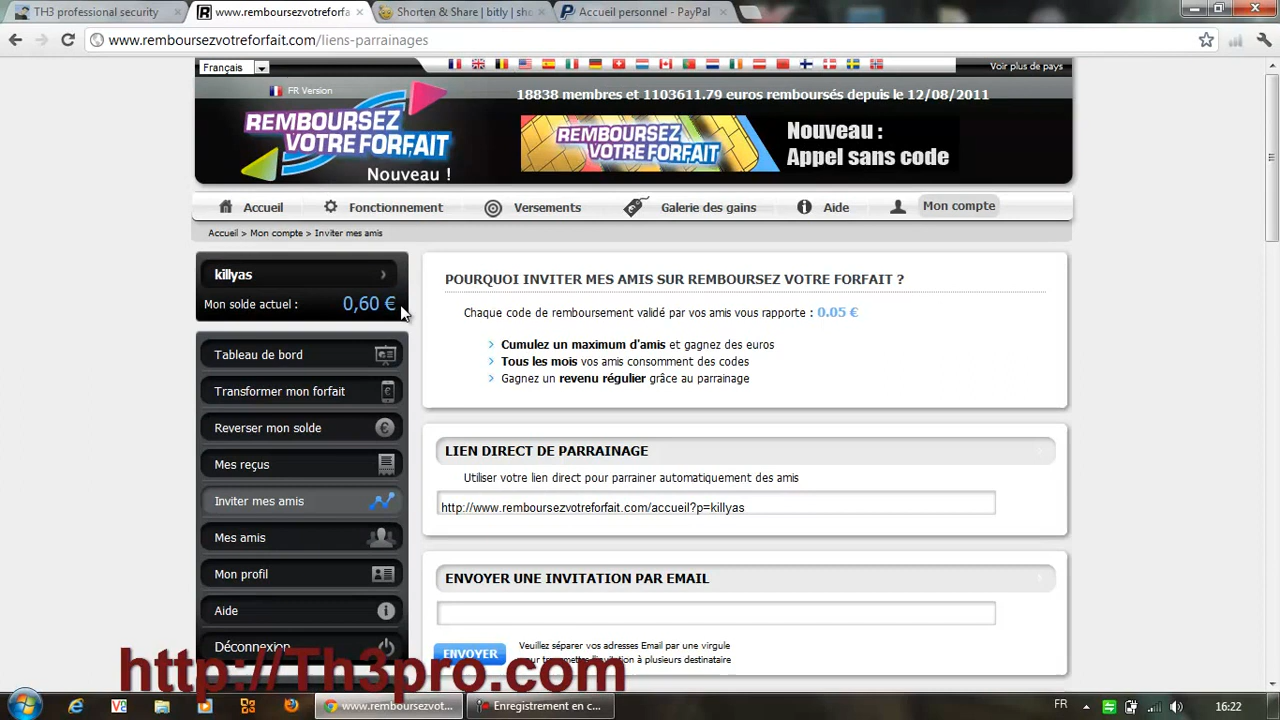 TH3 professional security
www.remboursezvotreforfa
Shorten & Share | bitly | sho
Accueil personnel - PayPal
www.remboursezvotreforfait.com/liens-parrainages
Français
Voir plus de pays
FR Version
18838 membres et 1103611.79 euros remboursés depuis le 12/08/2011
REMBOURSEZ
VOTRE FORFAIT
Nouveau !
REMBOURSEZ
VOTRE FORFAIT
Nouveau :
Appel sans code
Accueil
Fonctionnement
Versements
Galerie des gains
Aide
Mon compte
Accueil > Mon compte > Inviter mes amis
killyas
Mon solde actuel :
0,60 €
Tableau de bord
Transformer mon forfait
Reverser mon solde
Mes reçus
Inviter mes amis
Mes amis
Mon profil
Aide
Déconnexion
POURQUOI INVITER MES AMIS SUR REMBOURSEZ VOTRE FORFAIT ?
Chaque code de remboursement validé par vos amis vous rapporte : 0.05 €
Cumulez un maximum d'amis et gagnez des euros
Tous les mois vos amis consomment des codes
Gagnez un revenu régulier grâce au parrainage
LIEN DIRECT DE PARRAINAGE
Utiliser votre lien direct pour parrainer automatiquement des amis
http://www.remboursezvotreforfait.com/accueil?p=killyas
ENVOYER UNE INVITATION PAR EMAIL
ENVOYER
Veuillez séparer vos adresses Email par une virgule
pour transmettre l'invitation à plusieurs destinataire
http://Th3pro.com
www.remboursezvot...
Enregistrement en c...
FR
16:22